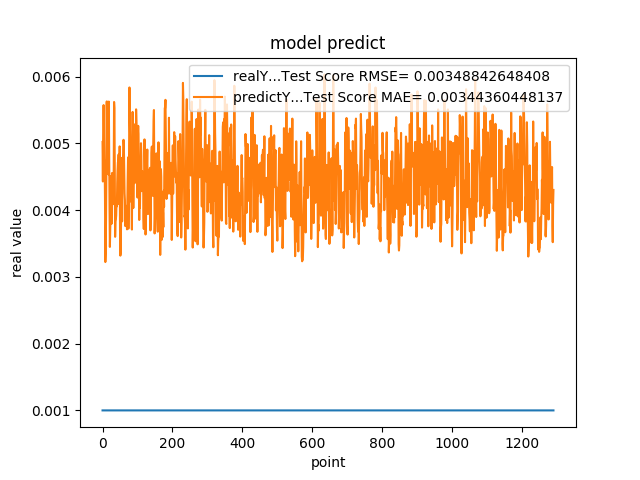 model predict
realY...Test Score RMSE= 0.00348842648408
predictY...Test Score MAE= 0.00344360448137
0.006
0.005
0.004
0.003
0.002
0.001
real value
0 200 400 600 800 1000 1200
point